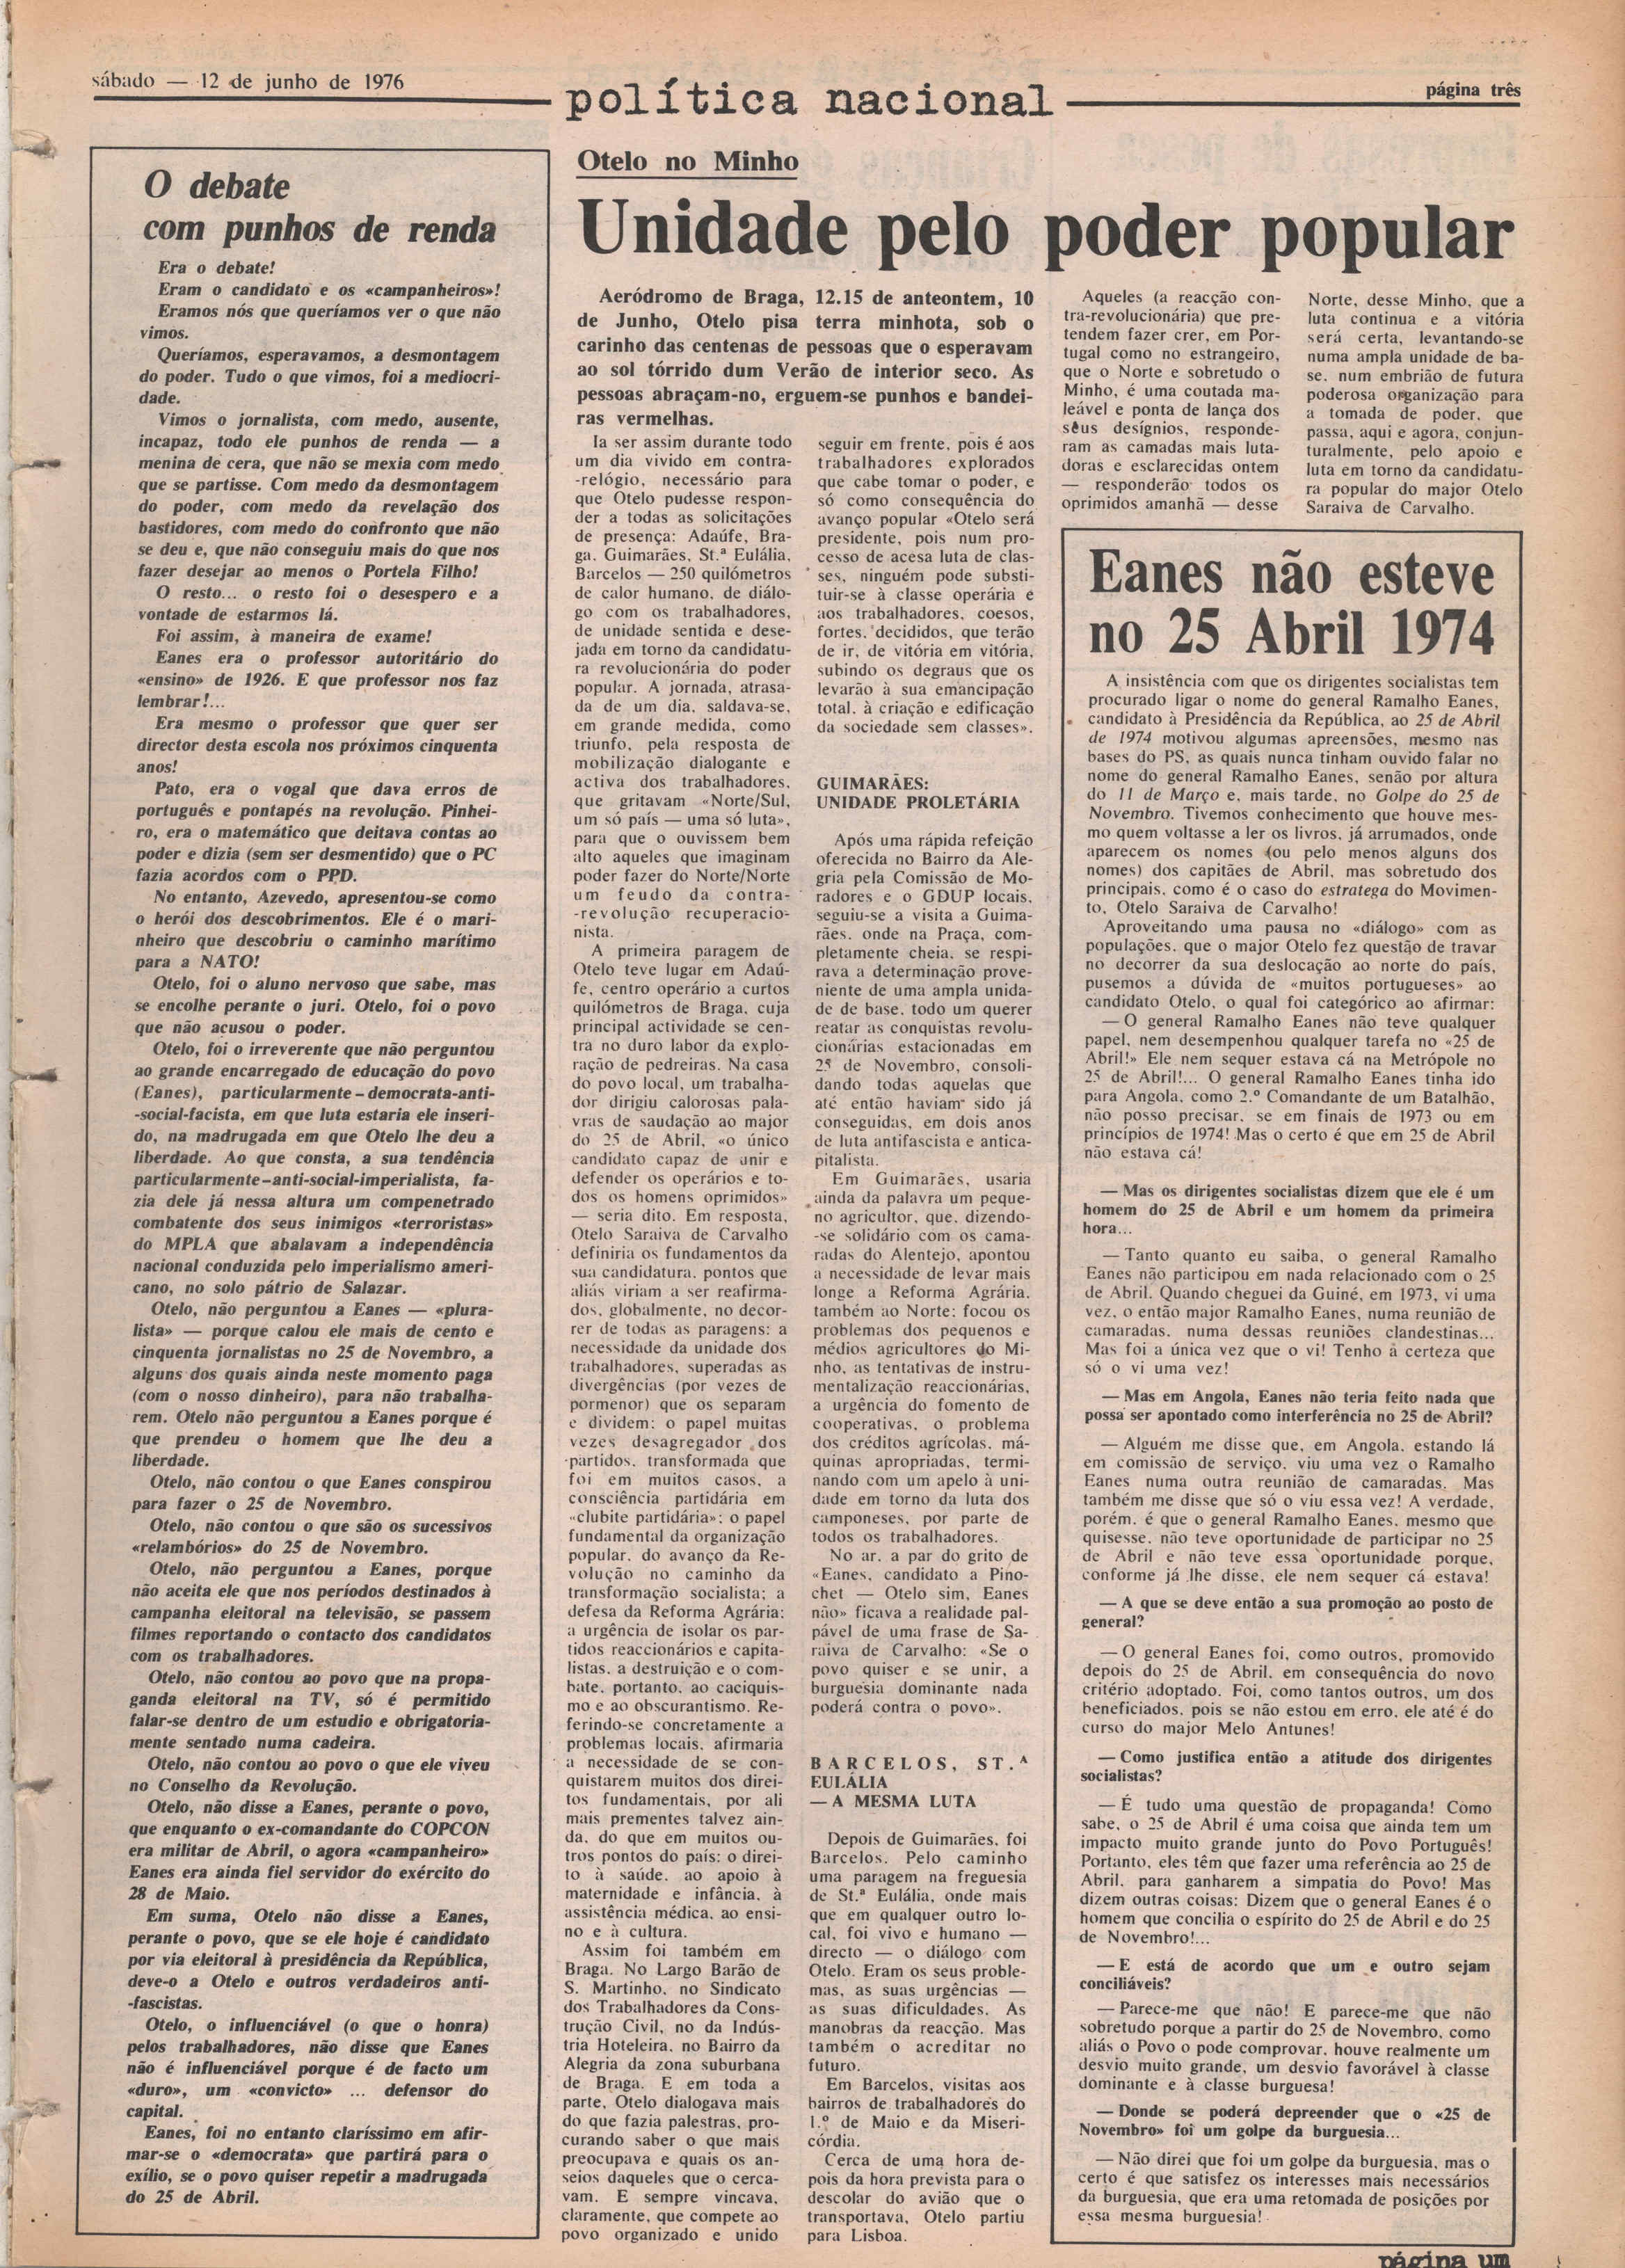 sábado — 12 de junho de 1976
política nacional
página três
O debate
com punhos de renda
Era o debate!
Eram o candidato e os «campanheiros»!
Eramos nós que queríamos ver o que não
vimos.
Queríamos, esperavamos, a desmontagem
do poder. Tudo o que vimos, foi a mediocri-
dade.
Vimos o jornalista, com medo, ausente,
incapaz, todo ele punhos de renda — a
menina de cera, que não se mexia com medo
que se partisse. Com medo da desmontagem
do poder, com medo da revelação dos
bastidores, com medo do confronto que não
se deu e, que não conseguiu mais do que nos
fazer desejar ao menos o Portela Filho!
O resto... o resto foi o desespero e a
vontade de estarmos lá.
Foi assim, à maneira de exame!
Eanes era o professor autoritário do
«ensino» de 1926. E que professor nos faz
lembrar!...
Era mesmo o professor que quer ser
director desta escola nos próximos cinquenta
anos!
Pato, era o vogal que dava erros de
português e pontapés na revolução. Pinhei-
ro, era o matemático que deitava contas ao
poder e dizia (sem ser desmentido) que o PC
fazia acordos com o PPD.
No entanto, Azevedo, apresentou-se como
o herói dos descobrimentos. Ele é o mari-
nheiro que descobriu o caminho marítimo
para a NATO!
Otelo, foi o aluno nervoso que sabe, mas
se encolhe perante o juri. Otelo, foi o povo
que não acusou o poder.
Otelo, foi o irreverente que não perguntou
ao grande encarregado de educação do povo
(Eanes), particularmente-democrata-anti-
-social-facista, em que luta estaria ele inseri-
do, na madrugada em que Otelo lhe deu a
liberdade. Ao que consta, a sua tendência
particularmente-anti-social-imperialista, fa-
zia dele já nessa altura um compenetrado
combatente dos seus inimigos «terroristas»
do MPLA que abalavam a independência
nacional conduzida pelo imperialismo ameri-
cano, no solo pátrio de Salazar.
Otelo, não perguntou a Eanes — «plura-
lista» — porque calou ele mais de cento e
cinquenta jornalistas no 25 de Novembro, a
alguns dos quais ainda neste momento paga
(com o nosso dinheiro), para não trabalha-
rem. Otelo não perguntou a Eanes porque é
que prendeu o homem que lhe deu a
liberdade.
Otelo, não contou o que Eanes conspirou
para fazer o 25 de Novembro.
Otelo, não contou o que são os sucessivos
«relambórios» do 25 de Novembro.
Otelo, não perguntou a Eanes, porque
não aceita ele que nos períodos destinados à
campanha eleitoral na televisão, se passem
filmes reportando o contacto dos candidatos
com os trabalhadores.
Otelo, não contou ao povo que na propa-
ganda eleitoral na TV, só é permitido
falar-se dentro de um estudio e obrigatoria-
mente sentado numa cadeira.
Otelo, não contou ao povo o que ele viveu
no Conselho da Revolução.
Otelo, não disse a Eanes, perante o povo,
que enquanto o ex-comandante do COPCON
era militar de Abril, o agora «campanheiro»
Eanes era ainda fiel servidor do exército do
28 de Maio.
Em suma, Otelo não disse a Eanes,
perante o povo, que se ele hoje é candidato
por via eleitoral à presidência da República,
deve-o a Otelo e outros verdadeiros anti-
-fascistas.
Otelo, o influenciável (o que o honra)
pelos trabalhadores, não disse que Eanes
não é influenciável porque é de facto um
«duro», um «convicto» ... defensor do
capital.
Eanes, foi no entanto claríssimo em afir-
mar-se o «democrata» que partirá para o
exílio, se o povo quiser repetir a madrugada
do 25 de Abril.
Otelo no Minho
Unidade pelo poder popular
Aeródromo de Braga, 12.15 de anteontem, 10
de Junho, Otelo pisa terra minhota, sob o
carinho das centenas de pessoas que o esperavam
ao sol tórrido dum Verão de interior seco. As
pessoas abraçam-no, erguem-se punhos e bandei-
ras vermelhas.
Ia ser assim durante todo
um dia vivido em contra-
-relógio, necessário para
que Otelo pudesse respon-
der a todas as solicitações
de presença: Adaúfe, Bra-
ga, Guimarães, St.ª Eulália,
Barcelos — 250 quilómetros
de calor humano, de diálo-
go com os trabalhadores,
de unidade sentida e dese-
jada em torno da candidatu-
ra revolucionária do poder
popular. A jornada, atrasa-
da de um dia, saldava-se,
em grande medida, como
triunfo, pela resposta de
mobilização dialogante e
activa dos trabalhadores,
que gritavam «Norte/Sul,
um só país — uma só luta»,
para que o ouvissem bem
alto aqueles que imaginam
poder fazer do Norte/Norte
um feudo da contra-
-revolução recuperacio-
nista.
A primeira paragem de
Otelo teve lugar em Adaú-
fe, centro operário a curtos
quilómetros de Braga, cuja
principal actividade se cen-
tra no duro labor da explo-
ração de pedreiras. Na casa
do povo local, um trabalha-
dor dirigiu calorosas pala-
vras de saudação ao major
do 25 de Abril, «o único
candidato capaz de unir e
defender os operários e to-
dos os homens oprimidos»
— seria dito. Em resposta,
Otelo Saraiva de Carvalho
definiria os fundamentos da
sua candidatura, pontos que
aliás viriam a ser reafirma-
dos, globalmente, no decor-
rer de todas as paragens: a
necessidade da unidade dos
trabalhadores, superadas as
divergências (por vezes de
pormenor) que os separam
e dividem; o papel muitas
vezes desagregador dos
partidos, transformada que
foi em muitos casos, a
consciência partidária em
«clubite partidária»; o papel
fundamental da organização
popular, do avanço da Re-
volução no caminho da
transformação socialista; a
defesa da Reforma Agrária;
a urgência de isolar os par-
tidos reaccionários e capita-
listas, a destruição e o com-
bate, portanto, ao caciquis-
mo e ao obscurantismo. Re-
ferindo-se concretamente a
problemas locais, afirmaria
a necessidade de se con-
quistarem muitos dos direi-
tos fundamentais, por ali
mais prementes talvez ain-
da, do que em muitos ou-
tros pontos do país: o direi-
to à saúde, ao apoio à
maternidade e infância, à
assistência médica, ao ensi-
no e à cultura.
Assim foi também em
Braga. No Largo Barão de
S. Martinho, no Sindicato
dos Trabalhadores da Cons-
trução Civil, no da Indús-
tria Hoteleira, no Bairro da
Alegria da zona suburbana
de Braga. E em toda a
parte, Otelo dialogava mais
do que fazia palestras, pro-
curando saber o que mais
preocupava e quais os an-
seios daqueles que o cerca-
vam. E sempre vincava,
claramente, que compete ao
povo organizado e unido
seguir em frente, pois é aos
trabalhadores explorados
que cabe tomar o poder, e
só como consequência do
avanço popular «Otelo será
presidente, pois num pro-
cesso de acesa luta de clas-
ses, ninguém pode substi-
tuir-se à classe operária e
aos trabalhadores, coesos,
fortes, decididos, que terão
de ir, de vitória em vitória,
subindo os degraus que os
levarão à sua emancipação
total, à criação e edificação
da sociedade sem classes».
GUIMARÃES:
UNIDADE PROLETÁRIA
Após uma rápida refeição
oferecida no Bairro da Ale-
gria pela Comissão de Mo-
radores e o GDUP locais,
seguiu-se a visita a Guima-
rães, onde na Praça, com-
pletamente cheia, se respi-
rava a determinação prove-
niente de uma ampla unida-
de de base, todo um querer
reatar as conquistas revolu-
cionárias estacionadas em
25 de Novembro, consoli-
dando todas aquelas que
até então haviam sido já
conseguidas, em dois anos
de luta antifascista e antica-
pitalista.
Em Guimarães, usaria
ainda da palavra um peque-
no agricultor, que, dizendo-
-se solidário com os cama-
radas do Alentejo, apontou
a necessidade de levar mais
longe a Reforma Agrária,
também ao Norte; focou os
problemas dos pequenos e
médios agricultores do Mi-
nho, as tentativas de instru-
mentalização reaccionárias,
a urgência do fomento de
cooperativas, o problema
dos créditos agrícolas, má-
quinas apropriadas, termi-
nando com um apelo à uni-
dade em torno da luta dos
camponeses, por parte de
todos os trabalhadores.
No ar, a par do grito de
«Eanes, candidato a Pino-
chet — Otelo sim, Eanes
não» ficava a realidade pal-
pável de uma frase de Sa-
raiva de Carvalho: «Se o
povo quiser e se unir, a
burguesia dominante nada
poderá contra o povo».
BARCELOS, ST.ᴬ
EULÁLIA
— A MESMA LUTA
Depois de Guimarães, foi
Barcelos. Pelo caminho
uma paragem na freguesia
de St.ª Eulália, onde mais
que em qualquer outro lo-
cal, foi vivo e humano —
directo — o diálogo com
Otelo. Eram os seus proble-
mas, as suas urgências —
as suas dificuldades. As
manobras da reacção. Mas
também o acreditar no
futuro.
Em Barcelos, visitas aos
bairros de trabalhadores do
1.º de Maio e da Miseri-
córdia.
Cerca de uma hora de-
pois da hora prevista para o
descolar do avião que o
transportava, Otelo partiu
para Lisboa.
Aqueles (a reacção con-
tra-revolucionária) que pre-
tendem fazer crer, em Por-
tugal como no estrangeiro,
que o Norte e sobretudo o
Minho, é uma coutada ma-
leável e ponta de lança dos
seus desígnios, responde-
ram as camadas mais luta-
doras e esclarecidas ontem
— responderão todos os
oprimidos amanhã — desse
Norte, desse Minho, que a
luta continua e a vitória
será certa, levantando-se
numa ampla unidade de ba-
se, num embrião de futura
poderosa organização para
a tomada de poder, que
passa, aqui e agora, conjun-
turalmente, pelo apoio e
luta em torno da candidatu-
ra popular do major Otelo
Saraiva de Carvalho.
Eanes não esteve
no 25 Abril 1974
A insistência com que os dirigentes socialistas tem
procurado ligar o nome do general Ramalho Eanes,
candidato à Presidência da República, ao 25 de Abril
de 1974 motivou algumas apreensões, mesmo nas
bases do PS, as quais nunca tinham ouvido falar no
nome do general Ramalho Eanes, senão por altura
do 11 de Março e, mais tarde, no Golpe do 25 de
Novembro. Tivemos conhecimento que houve mes-
mo quem voltasse a ler os livros, já arrumados, onde
aparecem os nomes (ou pelo menos alguns dos
nomes) dos capitães de Abril, mas sobretudo dos
principais, como é o caso do estratega do Movimen-
to, Otelo Saraiva de Carvalho!
Aproveitando uma pausa no «diálogo» com as
populações, que o major Otelo fez questão de travar
no decorrer da sua deslocação ao norte do país,
pusemos a dúvida de «muitos portugueses» ao
candidato Otelo, o qual foi categórico ao afirmar:
— O general Ramalho Eanes não teve qualquer
papel, nem desempenhou qualquer tarefa no «25 de
Abril!» Ele nem sequer estava cá na Metrópole no
25 de Abril!... O general Ramalho Eanes tinha ido
para Angola, como 2.º Comandante de um Batalhão,
não posso precisar, se em finais de 1973 ou em
princípios de 1974! Mas o certo é que em 25 de Abril
não estava cá!
— Mas os dirigentes socialistas dizem que ele é um
homem do 25 de Abril e um homem da primeira
hora...
— Tanto quanto eu saiba, o general Ramalho
Eanes não participou em nada relacionado com o 25
de Abril. Quando cheguei da Guiné, em 1973, vi uma
vez, o então major Ramalho Eanes, numa reunião de
camaradas, numa dessas reuniões clandestinas...
Mas foi a única vez que o vi! Tenho a certeza que
só o vi uma vez!
— Mas em Angola, Eanes não teria feito nada que
possa ser apontado como interferência no 25 de Abril?
— Alguém me disse que, em Angola, estando lá
em comissão de serviço, viu uma vez o Ramalho
Eanes numa outra reunião de camaradas. Mas
também me disse que só o viu essa vez! A verdade,
porém, é que o general Ramalho Eanes, mesmo que
quisesse, não teve oportunidade de participar no 25
de Abril e não teve essa oportunidade porque,
conforme já lhe disse, ele nem sequer cá estava!
— A que se deve então a sua promoção ao posto de
general?
— O general Eanes foi, como outros, promovido
depois do 25 de Abril, em consequência do novo
critério adoptado. Foi, como tantos outros, um dos
beneficiados, pois se não estou em erro, ele até é do
curso do major Melo Antunes!
— Como justifica então a atitude dos dirigentes
socialistas?
— É tudo uma questão de propaganda! Como
sabe, o 25 de Abril é uma coisa que ainda tem um
impacto muito grande junto do Povo Português!
Portanto, eles têm que fazer uma referência ao 25 de
Abril, para ganharem a simpatia do Povo! Mas
dizem outras coisas: Dizem que o general Eanes é o
homem que concilia o espírito do 25 de Abril e do 25
de Novembro!...
— E está de acordo que um e outro sejam
conciliáveis?
— Parece-me que não! E parece-me que não
sobretudo porque a partir do 25 de Novembro, como
aliás o Povo o pode comprovar, houve realmente um
desvio muito grande, um desvio favorável à classe
dominante e à classe burguesa!
— Donde se poderá depreender que o «25 de
Novembro» foi um golpe da burguesia...
— Não direi que foi um golpe da burguesia, mas o
certo é que satisfez os interesses mais necessários
da burguesia, que era uma retomada de posições por
essa mesma burguesia!
página um